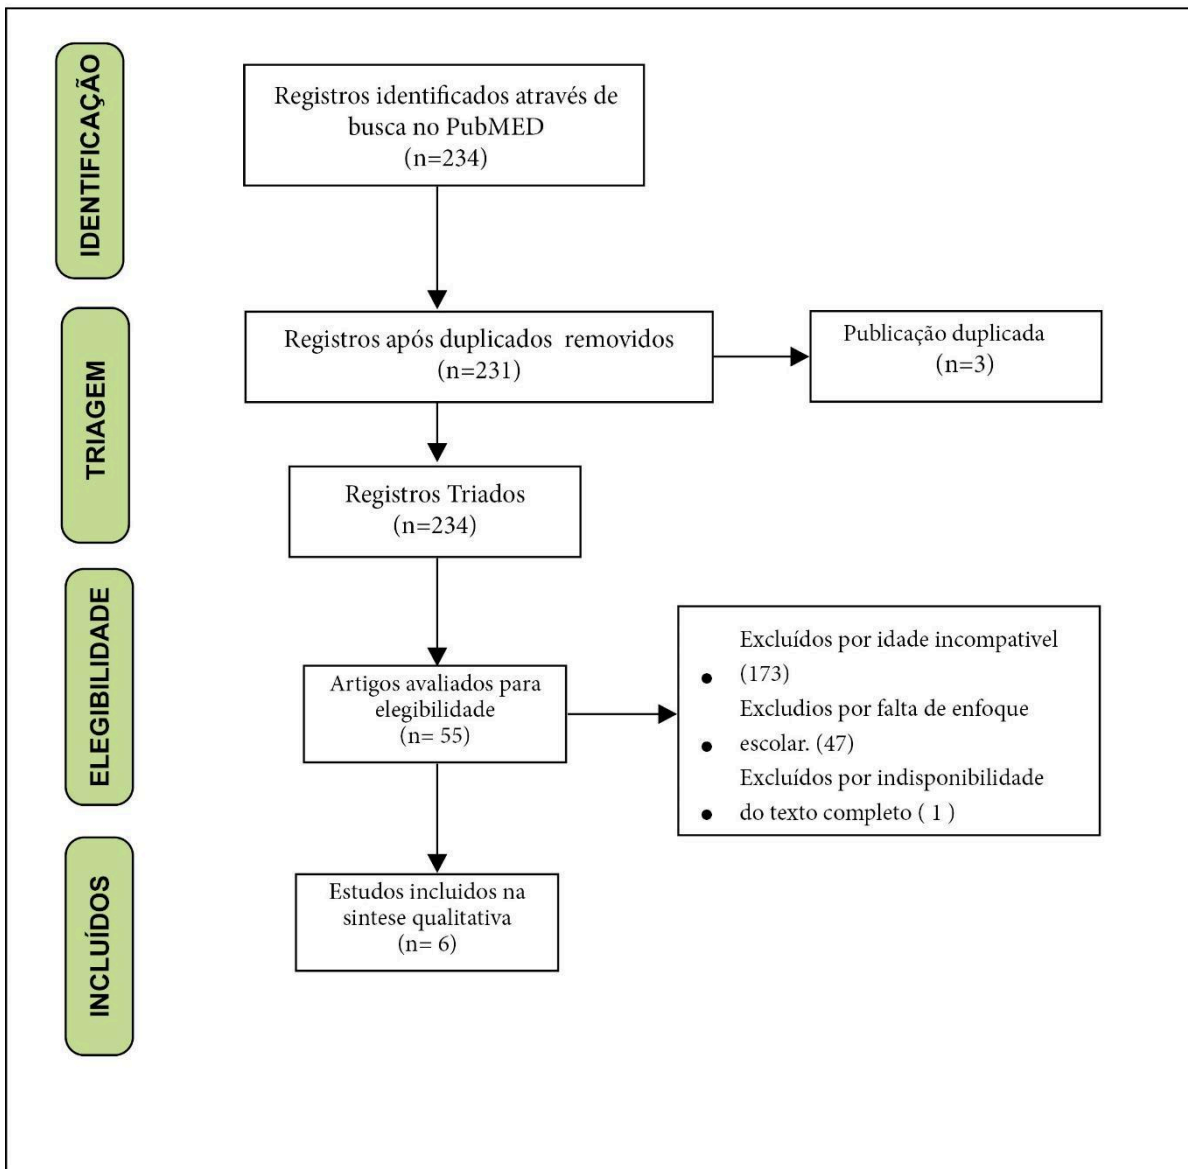 IDENTIFICAÇÃO
Registros identificados através de
busca no PubMED
(n=234)
TRIAGEM
Registros após duplicados removidos
(n=231)
Publicação duplicada
(n=3)
Registros Triados
(n=234)
ELEGIBILIDADE
Artigos avaliados para
elegibilidade
(n= 55)
Excluídos por idade incompativel
• (173)
Excludios por falta de enfoque
• escolar. (47)
Excluídos por indisponibilidade
• do texto completo ( 1 )
INCLUÍDOS
Estudos incluidos na
sintese qualitativa
(n= 6)